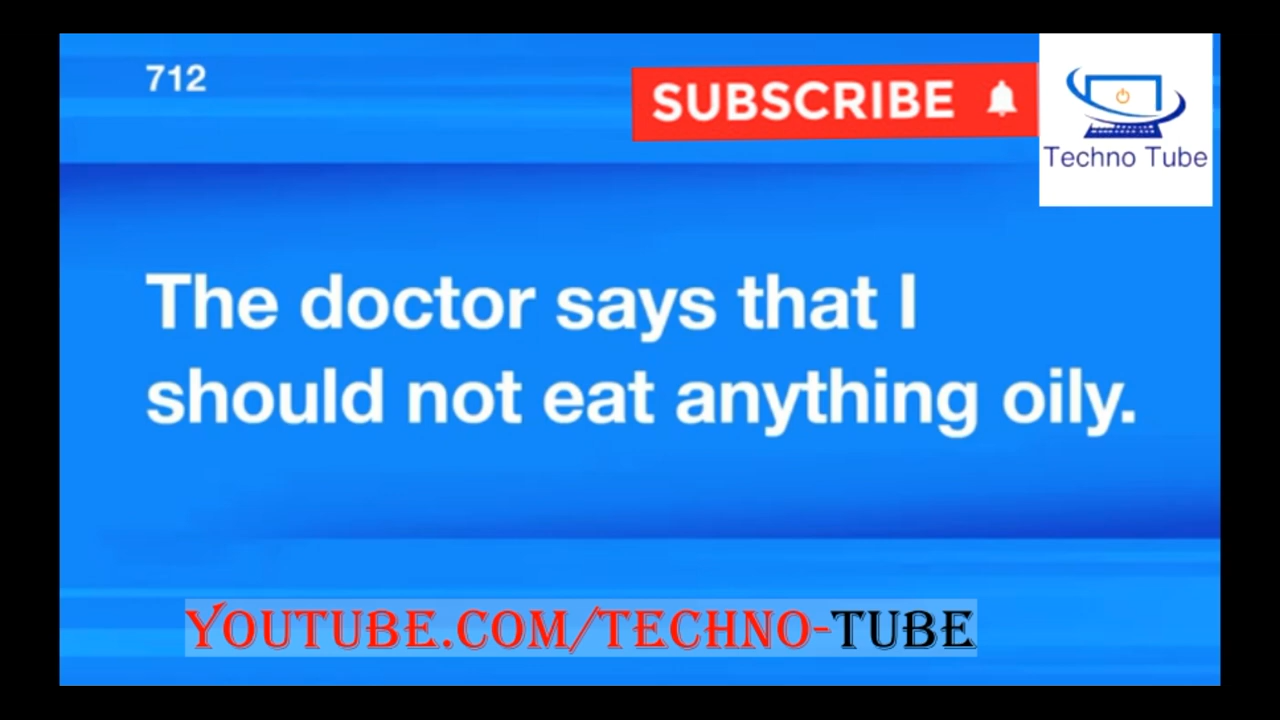 712
SUBSCRIBE
Techno Tube
The doctor says that I
should not eat anything oily.
YOUTUBE.COM/TECHNO-TUBE